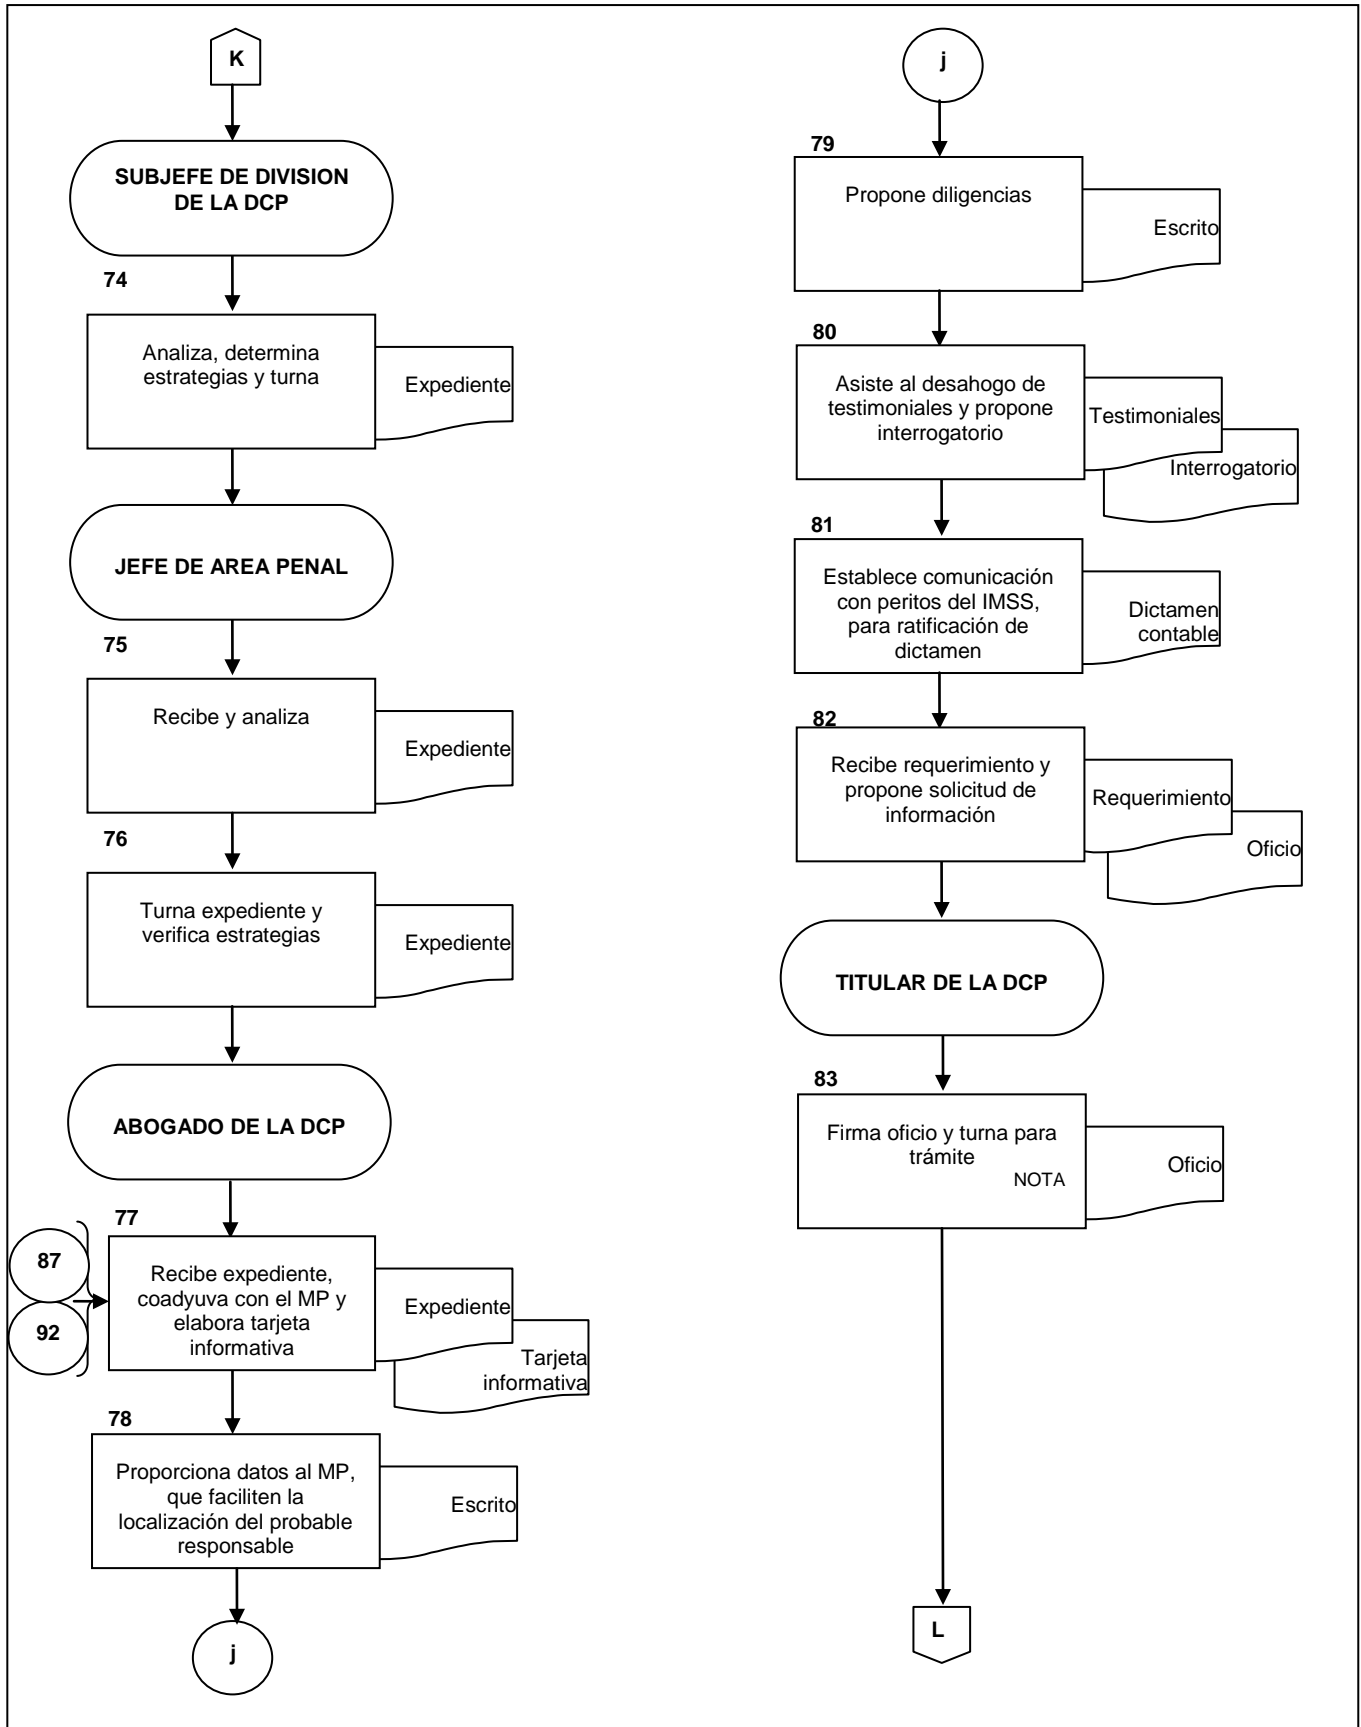 K
SUBJEFE DE DIVISION
DE LA DCP
74
Analiza, determina
estrategias y turna
Expediente
JEFE DE AREA PENAL
75
Recibe y analiza
Expediente
76
Turna expediente y
verifica estrategias
Expediente
ABOGADO DE LA DCP
77
87
92
Recibe expediente,
coadyuva con el MP y
elabora tarjeta
informativa
Expediente
Tarjeta
informativa
78
Proporciona datos al MP,
que faciliten la
localización del probable
responsable
Escrito
j
j
79
Propone diligencias
Escrito
80
Asiste al desahogo de
testimoniales y propone
interrogatorio
Testimoniales
Interrogatorio
81
Establece comunicación
con peritos del IMSS,
para ratificación de
dictamen
Dictamen
contable
82
Recibe requerimiento y
propone solicitud de
información
Requerimiento
Oficio
TITULAR DE LA DCP
83
Firma oficio y turna para
trámite
NOTA
Oficio
L